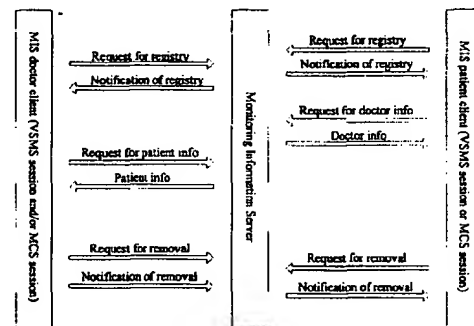 MIS doctor client (VSMS session and/or MCS session)
Request for registry
Notification of registry
Request for patient info
Patient info
Request for removal
Notification of removal
Monitoring Information Server
Request for registry
Notification of registry
Request for doctor info
Doctor info
Request for removal
Notification of removal
MIS patient client (VSMS session or MCS session)